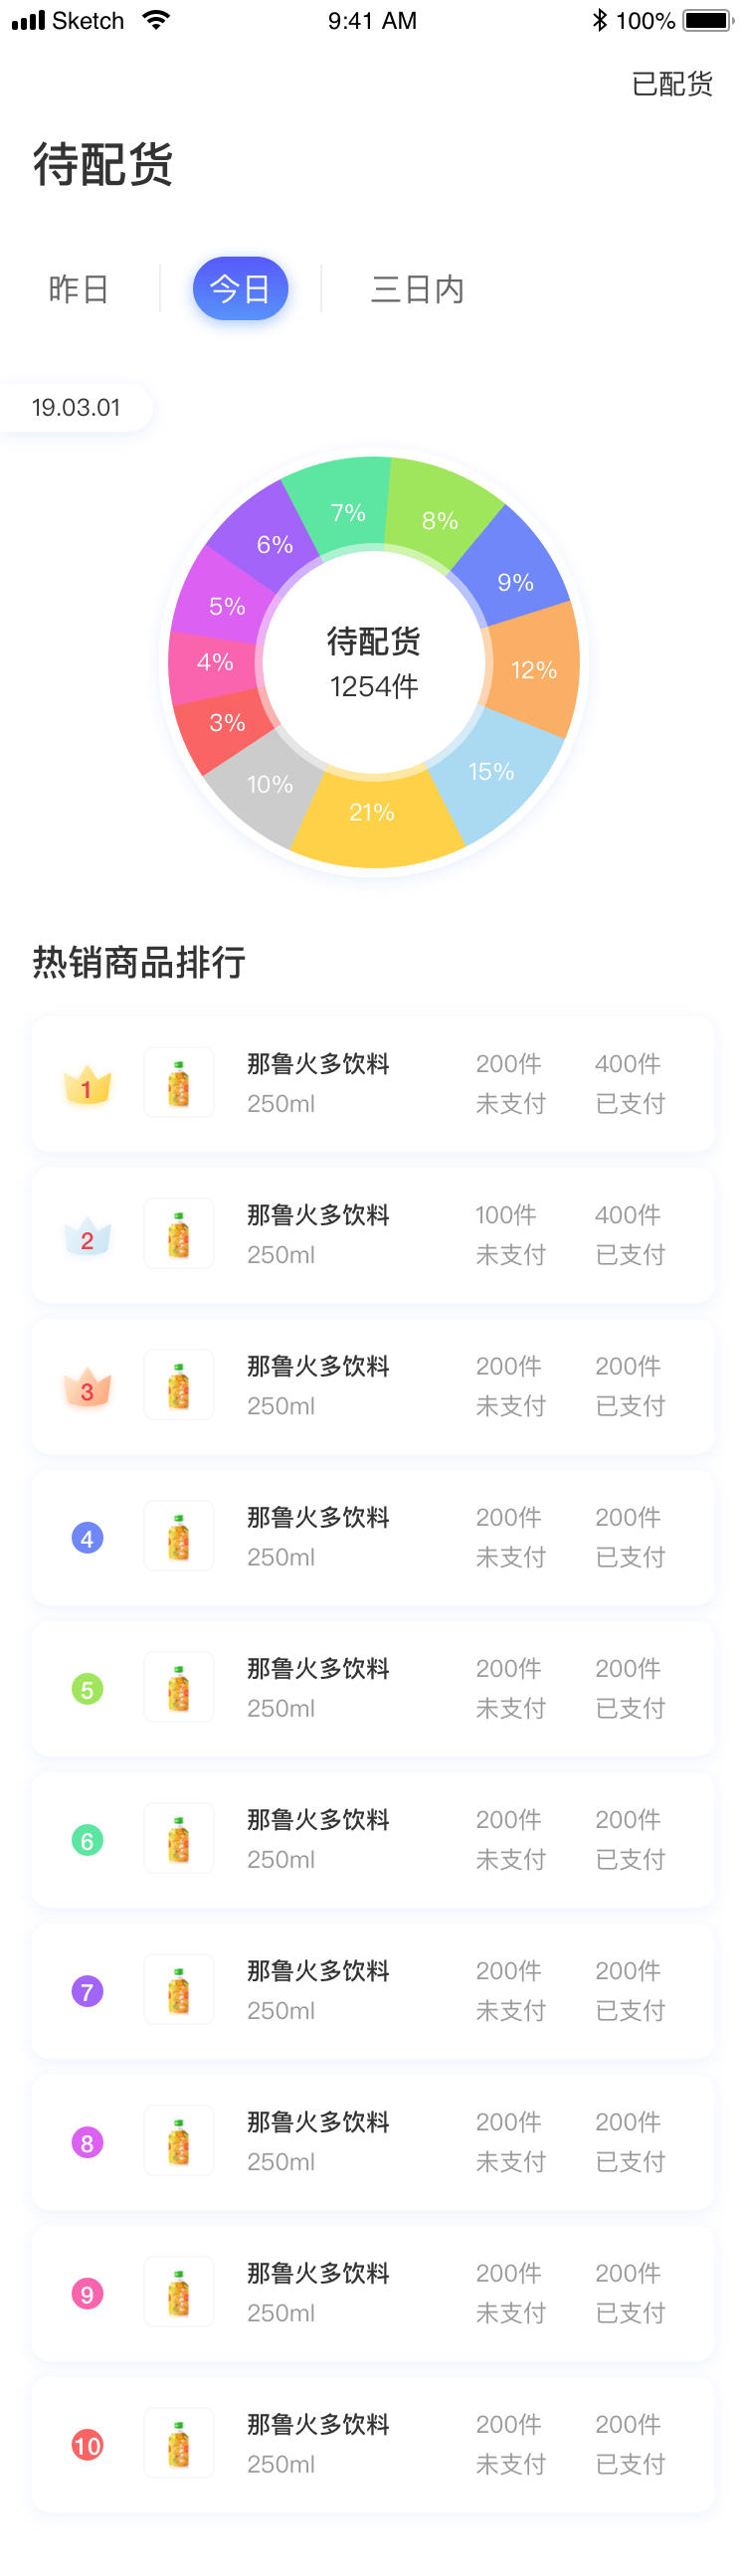 Sketch 9:41 AM 100%
已配货
待配货
昨日 今日 三日内
19.03.01
7%
8%
6%
9%
5%
4%
12%
3%
15%
10%
21%
待配货
1254件
热销商品排行
1 那鲁火多饮料 200件 400件
250ml 未支付 已支付
2 那鲁火多饮料 100件 400件
250ml 未支付 已支付
3 那鲁火多饮料 200件 200件
250ml 未支付 已支付
4 那鲁火多饮料 200件 200件
250ml 未支付 已支付
5 那鲁火多饮料 200件 200件
250ml 未支付 已支付
6 那鲁火多饮料 200件 200件
250ml 未支付 已支付
7 那鲁火多饮料 200件 200件
250ml 未支付 已支付
8 那鲁火多饮料 200件 200件
250ml 未支付 已支付
9 那鲁火多饮料 200件 200件
250ml 未支付 已支付
10 那鲁火多饮料 200件 200件
250ml 未支付 已支付